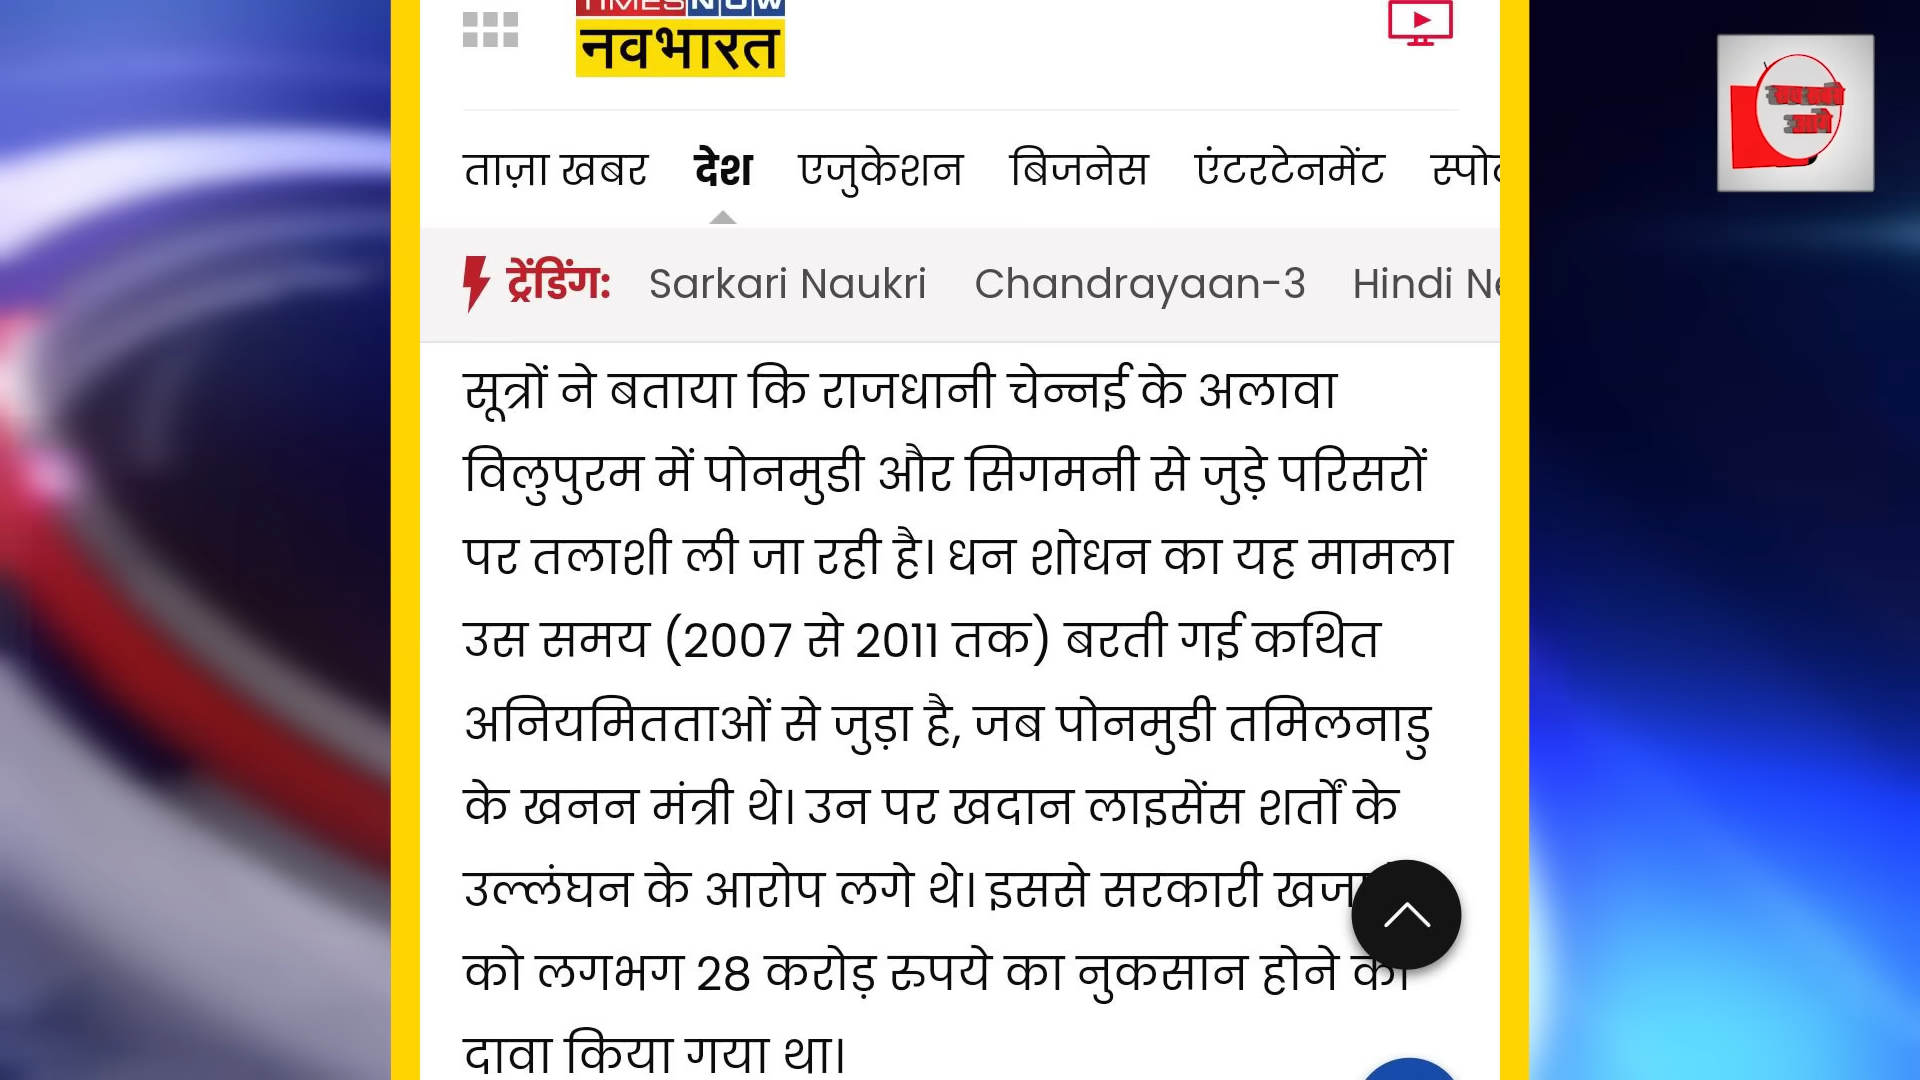 TIMES NOW
नवभारत
ताज़ा खबर देश एजुकेशन बिजनेस एंटरटेनमेंट
ट्रेंडिंग: Sarkari Naukri Chandrayaan-3 Hindi
सूत्रों ने बताया कि राजधानी चेन्नई के अलावा
विलुपुरम में पोनमुडी और सिगमनी से जुड़े परिसरों
पर तलाशी ली जा रही है। धन शोधन का यह मामला
उस समय (2007 से 2011 तक) बरती गई कथित
अनियमितताओं से जुड़ा है, जब पोनमुडी तमिलनाडु
के खनन मंत्री थे। उन पर खदान लाइसेंस शर्तों के
उल्लंघन के आरोप लगे थे। इससे सरकारी
को लगभग 28 करोड़ रुपये का नुकसान होने का
दावा किया गया था।